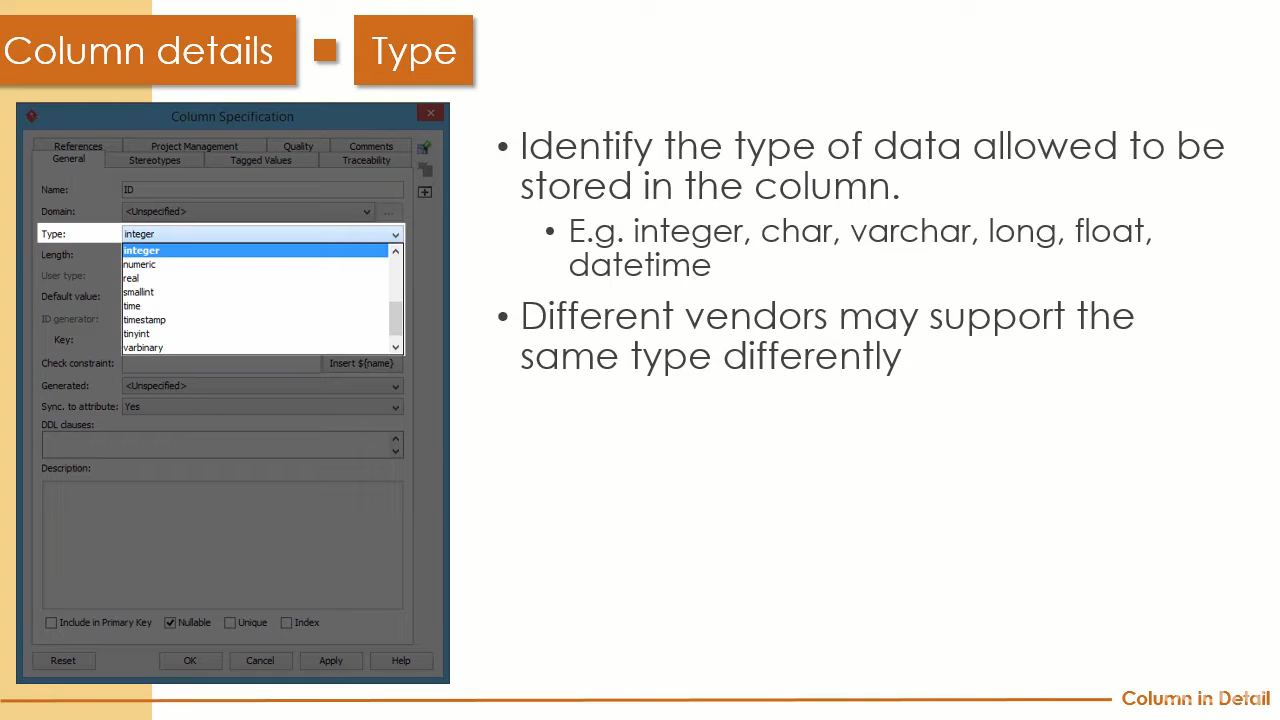 Column details
Type
Column Specification
References Project Management Quality Comments
General Stereotypes Tagged Values Traceability
Name: ID
Domain: <Unspecified> ...
Type: integer
Length: integer
numeric
User type: real
Default value: smallint
time
ID generator: timestamp
Key: tinyint
varbinary
Check constraint: Insert ${name}
Generated: <Unspecified>
Sync. to attribute: Yes
DDL clauses:
Description:
Include in Primary Key Nullable Unique Index
Reset OK Cancel Apply Help
• Identify the type of data allowed to be
stored in the column.
• E.g. integer, char, varchar, long, float,
datetime
• Different vendors may support the
same type differently
Column in Detail